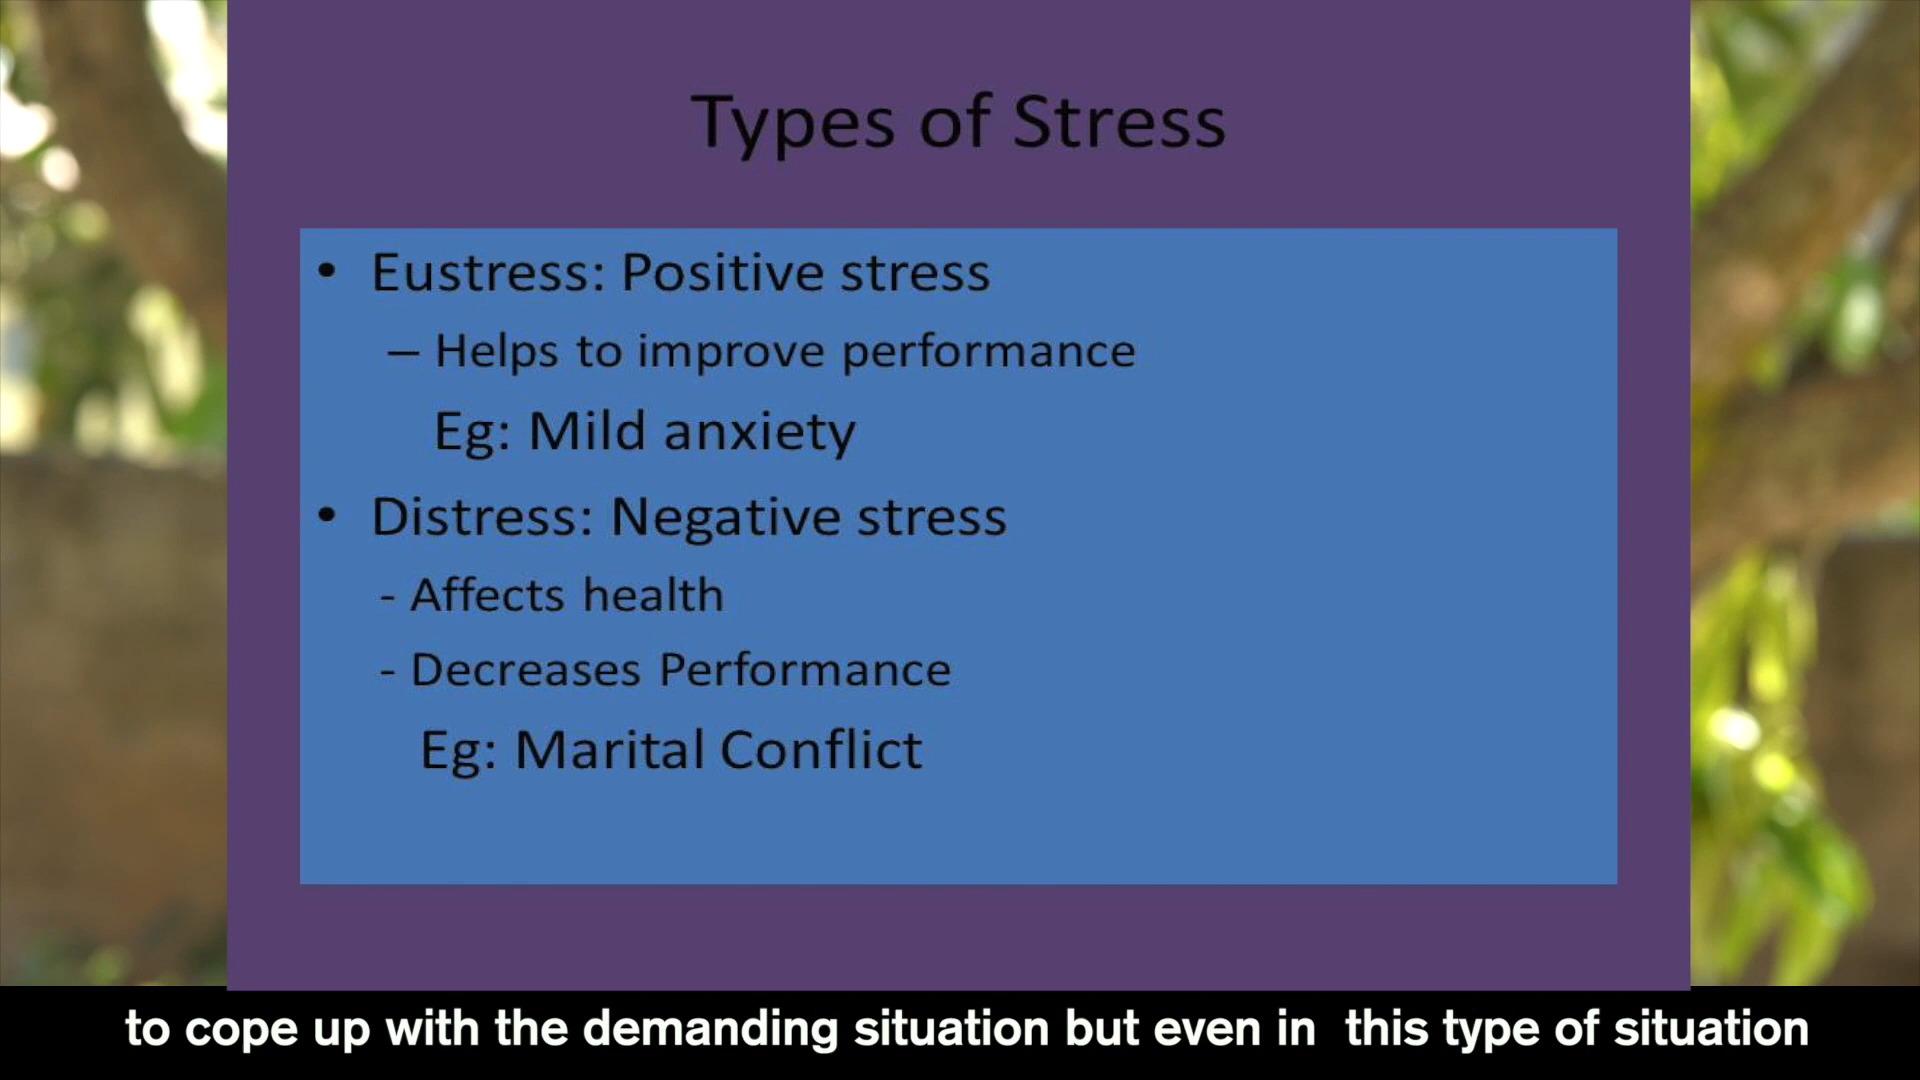 Types of Stress
• Eustress: Positive stress
– Helps to improve performance
Eg: Mild anxiety
• Distress: Negative stress
- Affects health
- Decreases Performance
Eg: Marital Conflict
to cope up with the demanding situation but even in  this type of situation